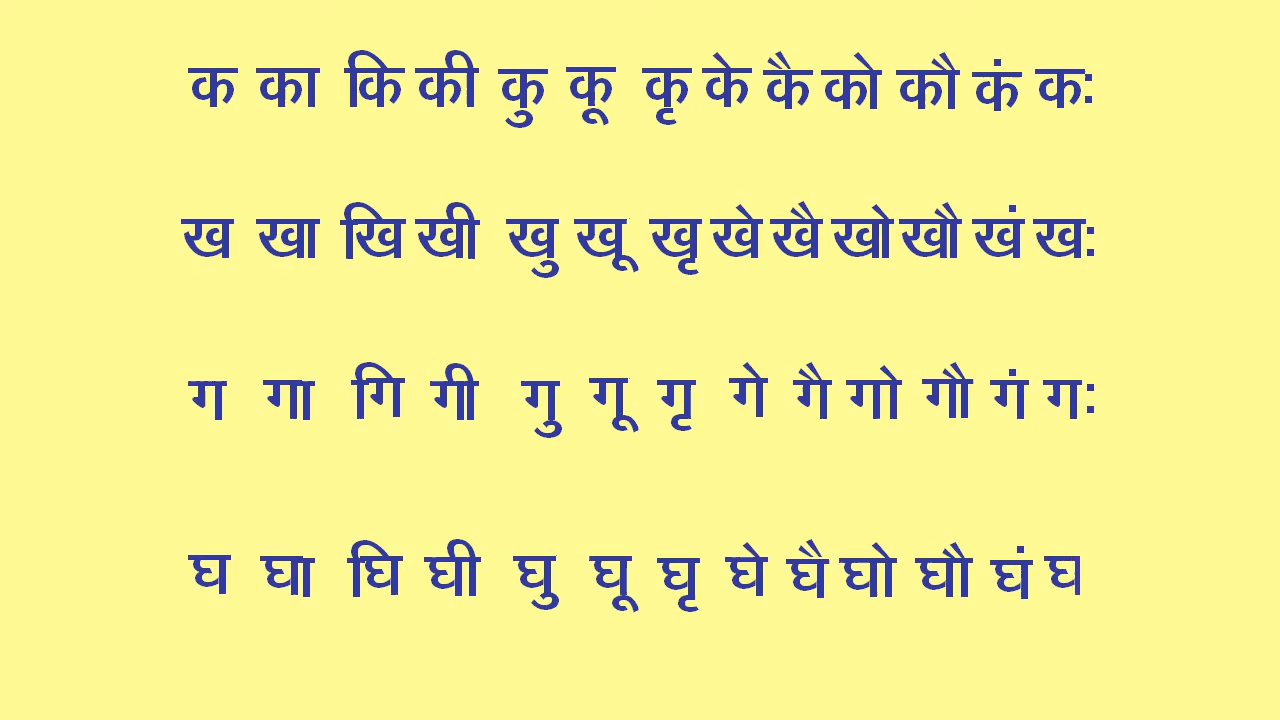 क का कि की कु कू कृ के कै को कौ कं कः
ख खा खि खी खु खू खृ खे खै खो खौ खं खः
ग गा गि गी गु गू गृ गे गै गो गौ गं गः
घ घा घि घी घु घू घृ घे घै घो घौ घं घ